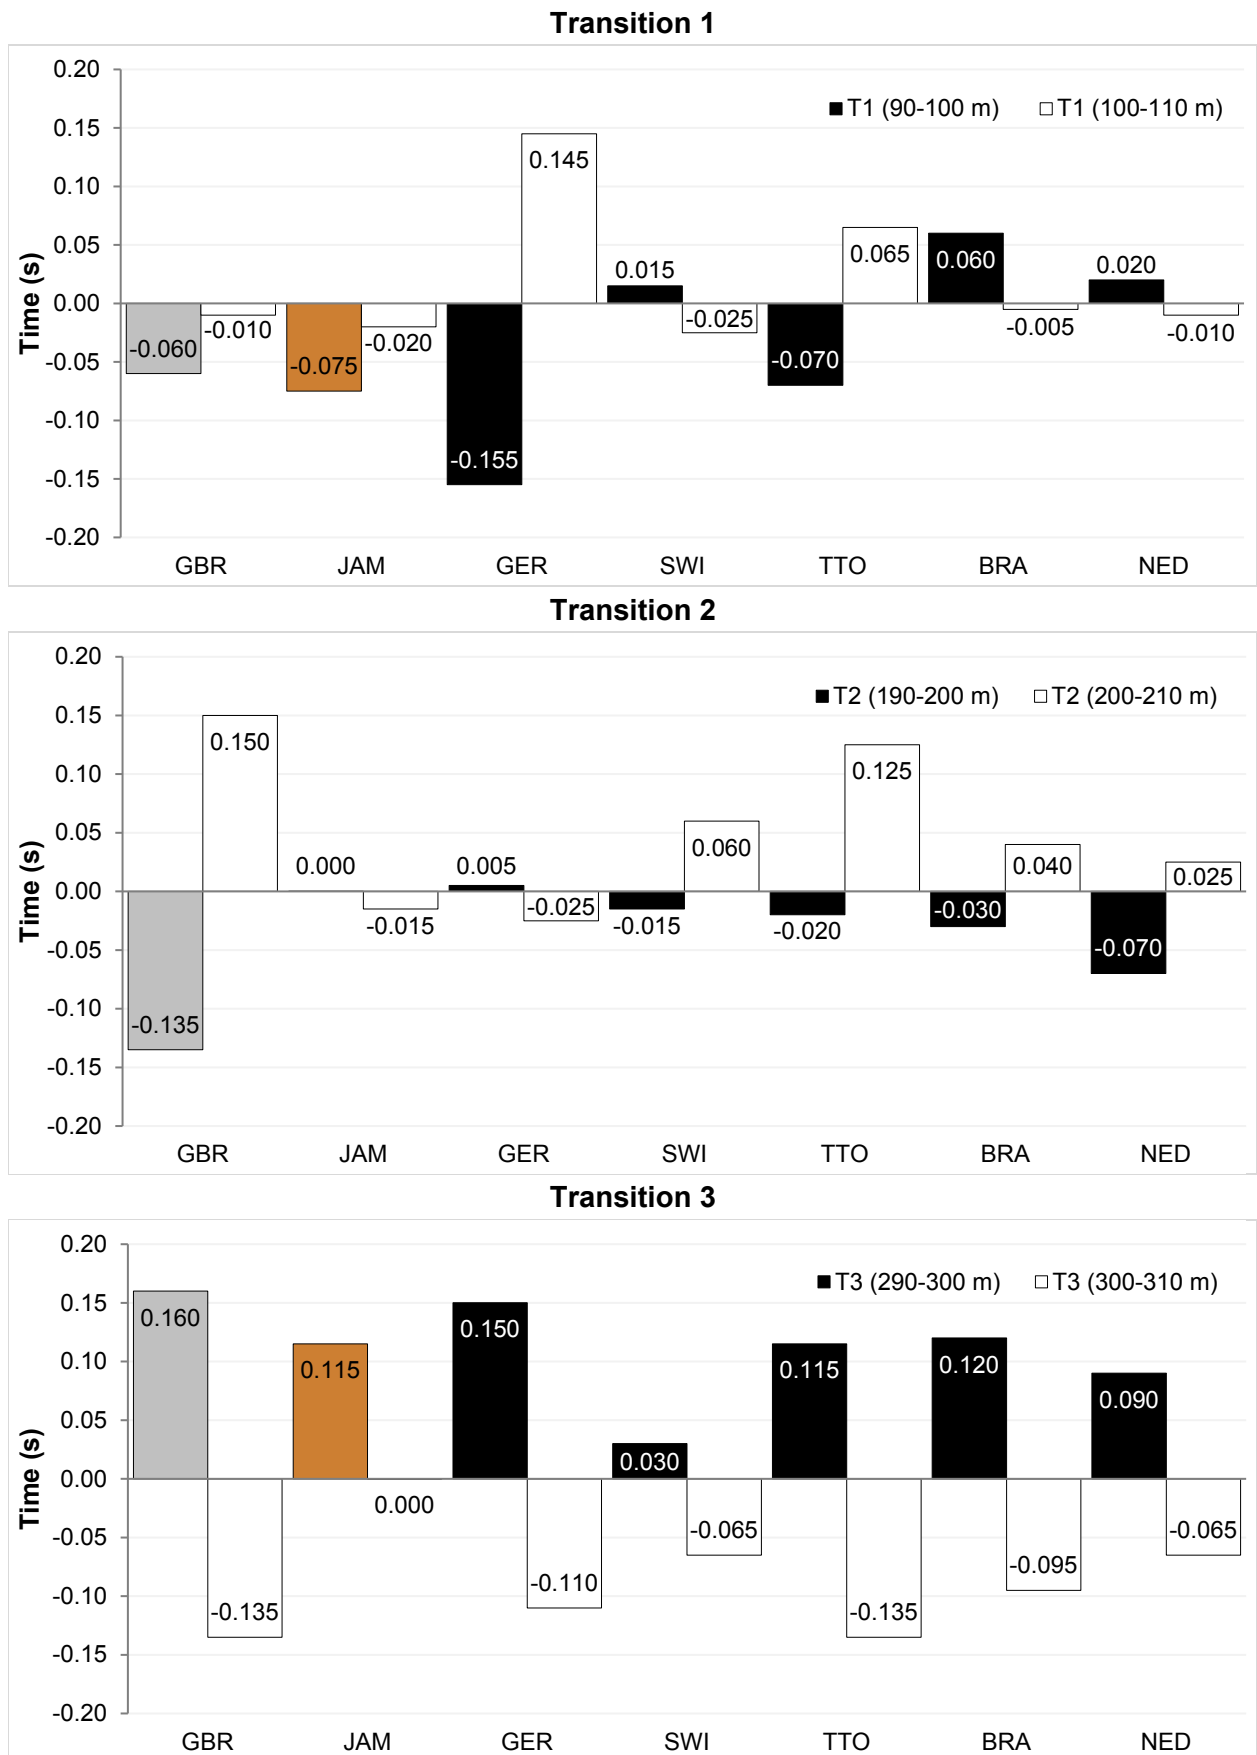 Transition 1
0.20
■ T1 (90-100 m) □ T1 (100-110 m)
0.15
0.145
0.10
0.05
0.015 0.065 0.060 0.020
0.00
-0.010 -0.020 -0.025 -0.005 -0.010
Time (s)
-0.05
-0.060 -0.075 -0.070
-0.10
-0.155
-0.15
-0.20
GBR JAM GER SWI TTO BRA NED
Transition 2
0.20
■ T2 (190-200 m) □ T2 (200-210 m)
0.15
0.150 0.125
0.10
0.05
0.000 0.005 0.060 0.040 0.025
0.00
-0.015 -0.025 -0.015 -0.020 -0.030
Time (s)
-0.05
-0.070
-0.10
-0.135
-0.15
-0.20
GBR JAM GER SWI TTO BRA NED
Transition 3
0.20
■ T3 (290-300 m) □ T3 (300-310 m)
0.15
0.160 0.150
0.10
0.115 0.115 0.120 0.090
0.05
0.030
0.00
0.000
Time (s)
-0.05
-0.065 -0.065
-0.10
-0.110 -0.095
-0.135 -0.135
-0.15
-0.20
GBR JAM GER SWI TTO BRA NED